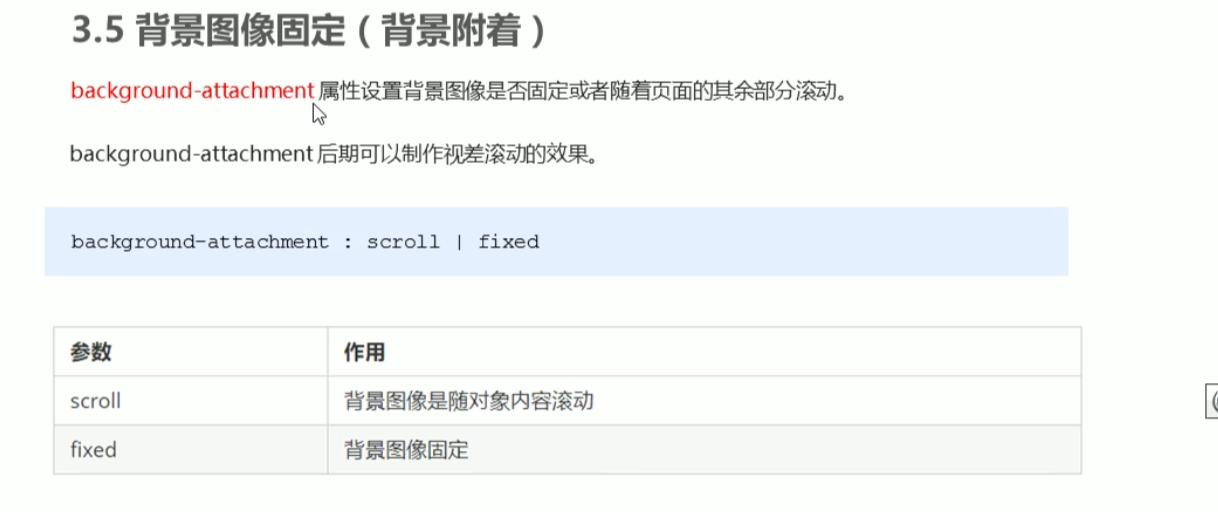 3.5 背景图像固定（背景附着）
background-attachment 属性设置背景图像是否固定或者随着页面的其余部分滚动。
background-attachment 后期可以制作视差滚动的效果。
background-attachment : scroll | fixed
参数 作用
scroll 背景图像是随对象内容滚动
fixed 背景图像固定